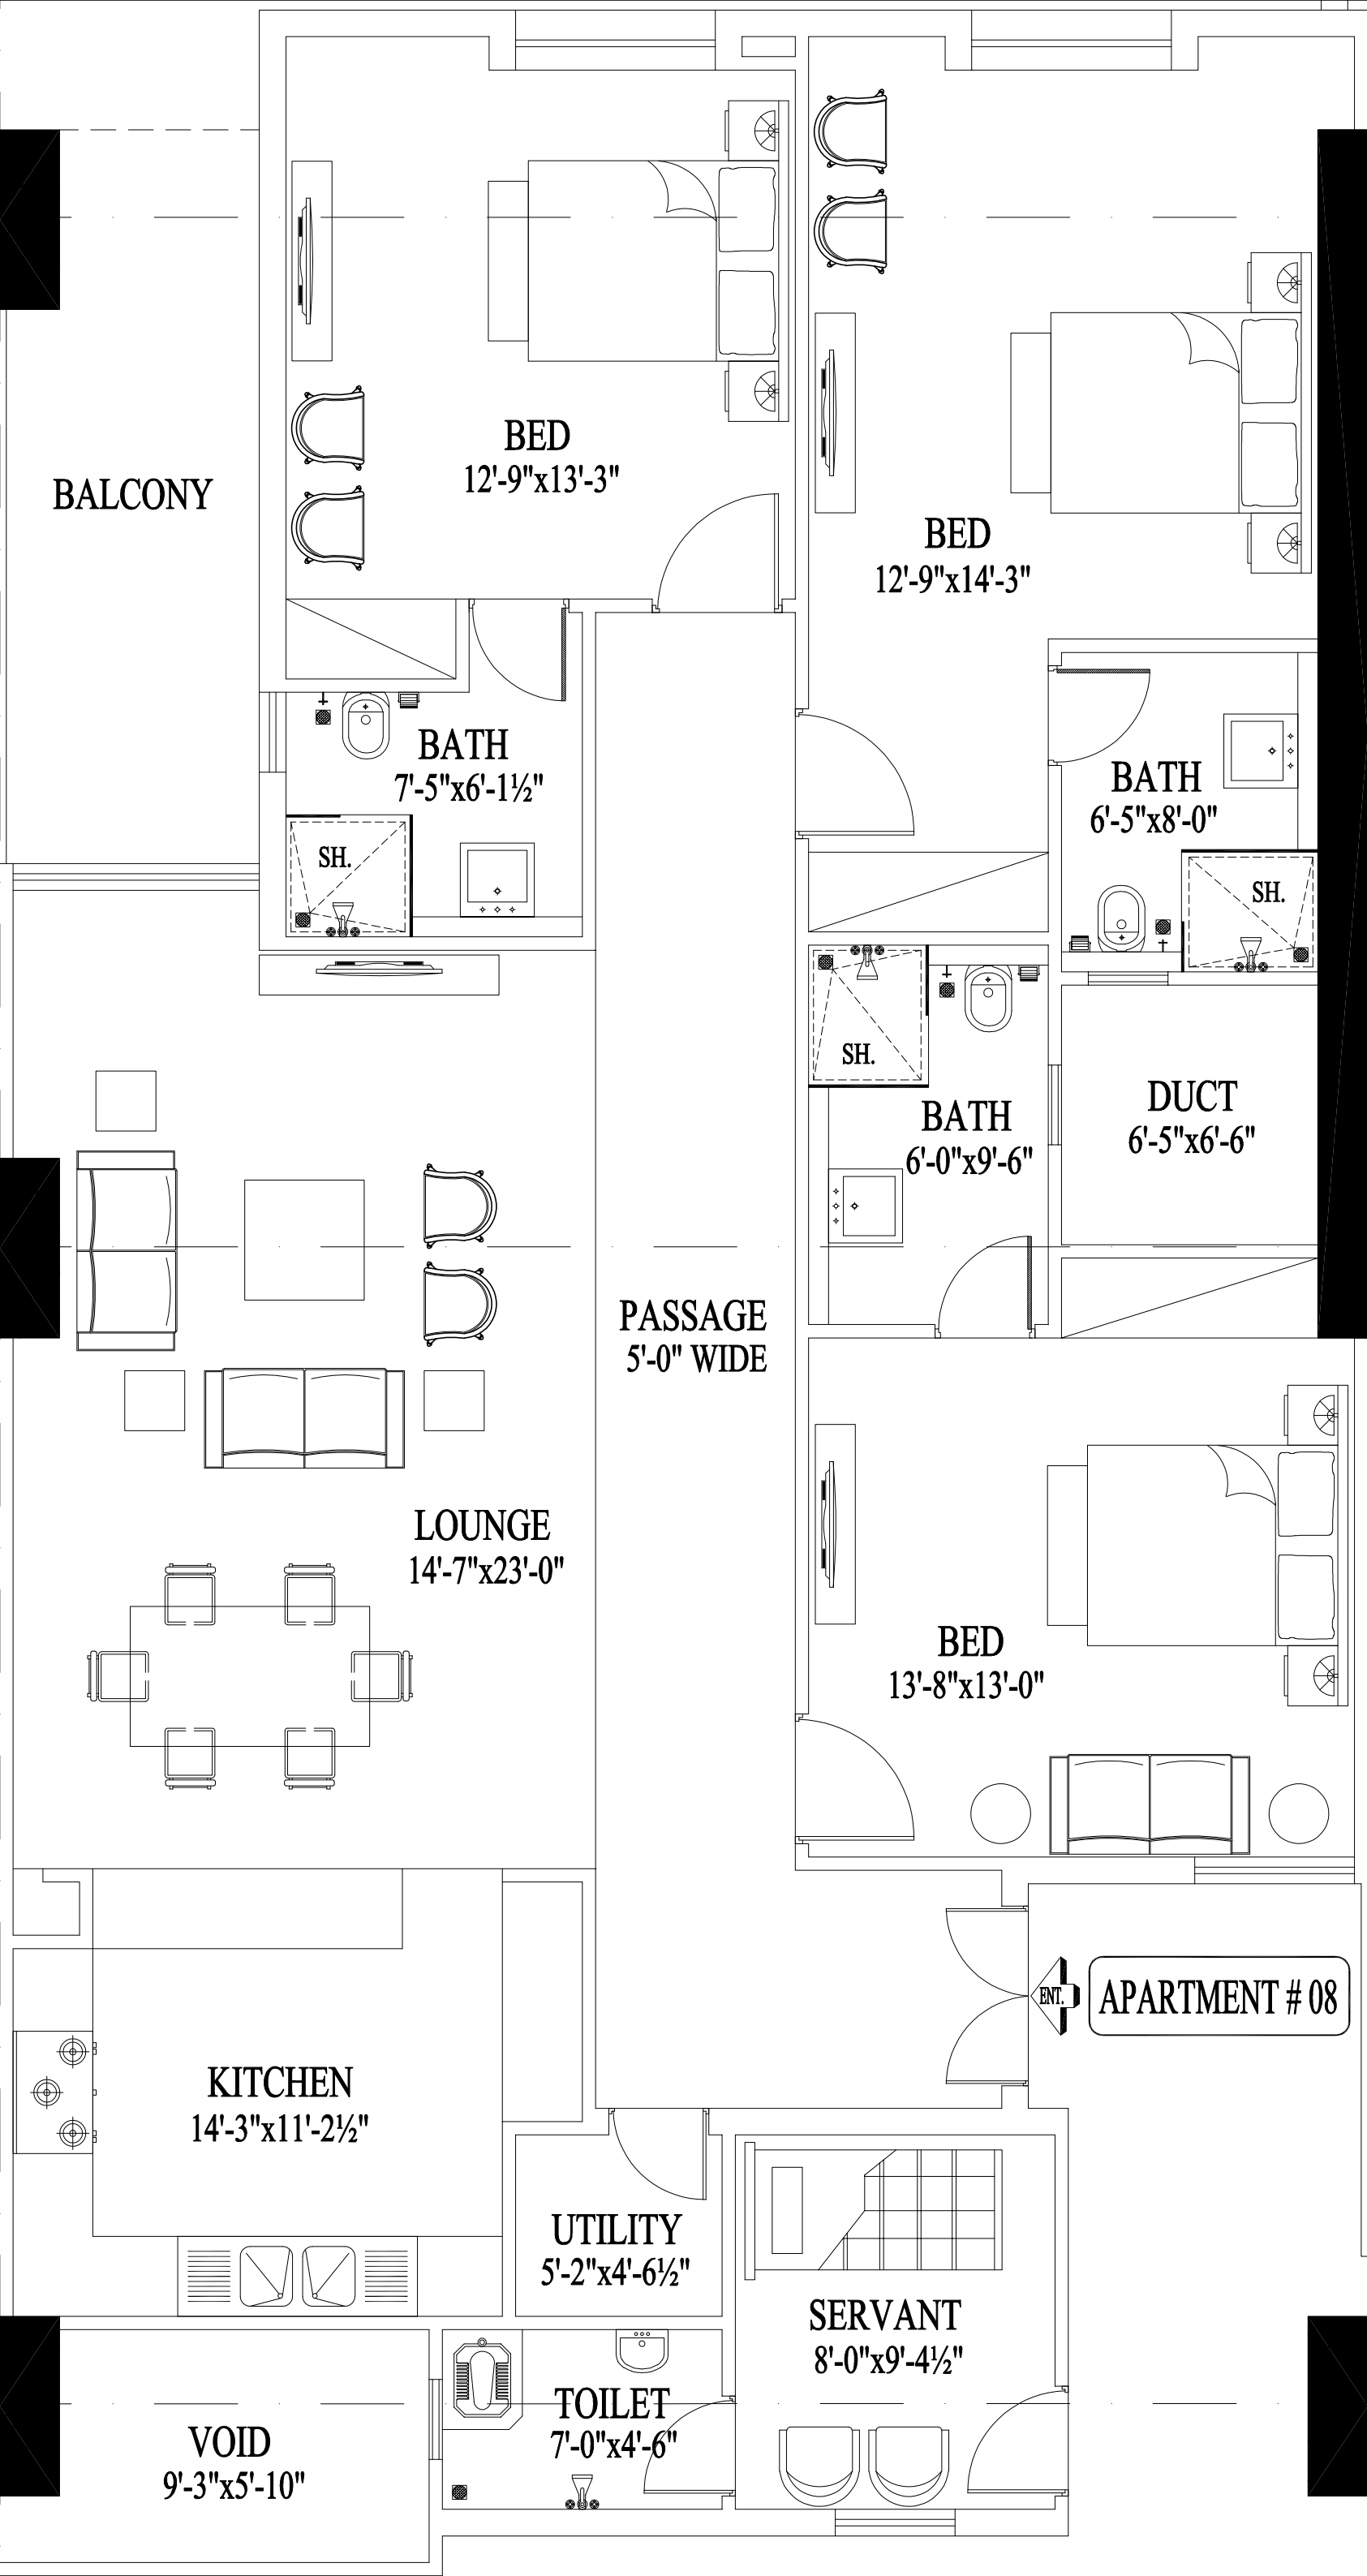 BED
12'-9"x13'-3"
BALCONY
BED
12'-9"x14'-3"
BATH
7'-5"x6'-1½"
BATH
6'-5"x8'-0"
SH.
SH.
SH.
BATH
6'-0"x9'-6"
DUCT
6'-5"x6'-6"
PASSAGE
5'-0" WIDE
LOUNGE
14'-7"x23'-0"
BED
13'-8"x13'-0"
ENT.
APARTMENT # 08
KITCHEN
14'-3"x11'-2½"
UTILITY
5'-2"x4'-6½"
SERVANT
8'-0"x9'-4½"
TOILET
7'-0"x4'-6"
VOID
9'-3"x5'-10"